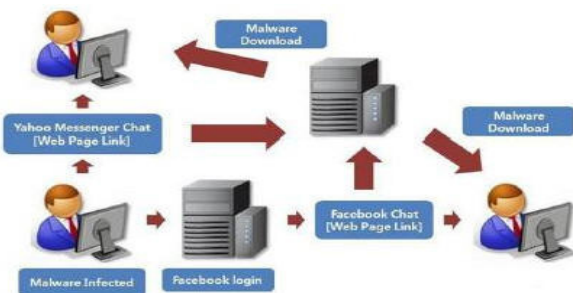 Malware
Download
Yahoo Messenger Chat
[Web Page Link]
Malware
Download
Facebook Chat
[Web Page Link]
Malware Infected
Facebook login